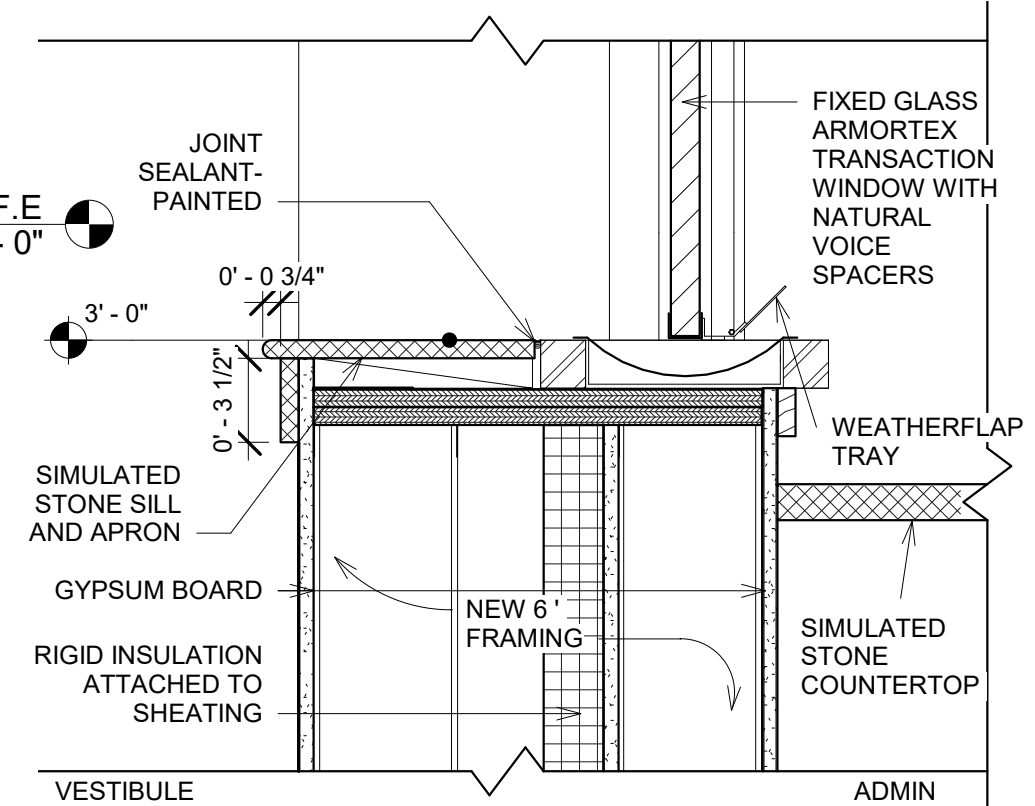 JOINT
SEALANT-
PAINTED
FIXED GLASS
ARMORTEX
TRANSACTION
WINDOW WITH
NATURAL
VOICE
SPACERS
F.E
- 0"
0' - 0 3/4"
3' - 0"
0' - 3 1/2"
WEATHERFLAP
TRAY
SIMULATED
STONE SILL
AND APRON
GYPSUM BOARD
NEW 6 '
FRAMING
RIGID INSULATION
ATTACHED TO
SHEATING
SIMULATED
STONE
COUNTERTOP
VESTIBULE
ADMIN